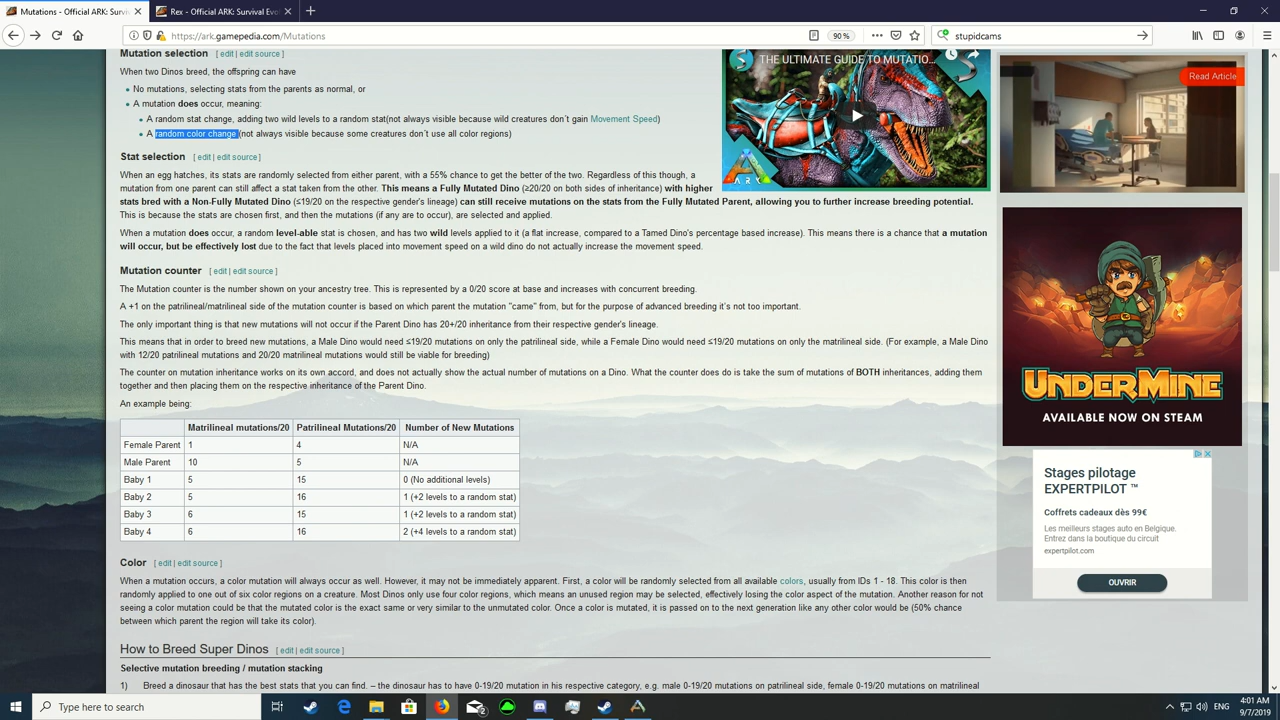 Mutations - Official ARK: Surviv
Rex - Official ARK: Survival Evol
https://ark.gamepedia.com/Mutations
90%
stupidcams
Mutation selection [ edit | edit source ]
When two Dinos breed, the offspring can have
No mutations, selecting stats from the parents as normal, or
A mutation does occur, meaning:
A random stat change, adding two wild levels to a random stat(not always visible because wild creatures don´t gain Movement Speed)
A random color change (not always visible because some creatures don´t use all color regions)
THE ULTIMATE GUIDE TO MUTATIO...
ARK
Read Article
Stat selection [ edit | edit source ]
When an egg hatches, its stats are randomly selected from either parent, with a 55% chance to get the better of the two. Regardless of this though, a
mutation from one parent can still affect a stat taken from the other. This means a Fully Mutated Dino (≥20/20 on both sides of inheritance) with higher
stats bred with a Non-Fully Mutated Dino (≤19/20 on the respective gender's lineage) can still receive mutations on the stats from the Fully Mutated Parent, allowing you to further increase breeding potential.
This is because the stats are chosen first, and then the mutations (if any are to occur), are selected and applied.
When a mutation does occur, a random level-able stat is chosen, and has two wild levels applied to it (a flat increase, compared to a Tamed Dino's percentage based increase). This means there is a chance that a mutation
will occur, but be effectively lost due to the fact that levels placed into movement speed on a wild dino do not actually increase the movement speed.
Mutation counter [ edit | edit source ]
The Mutation counter is the number shown on your ancestry tree. This is represented by a 0/20 score at base and increases with concurrent breeding.
A +1 on the patrilineal/matrilineal side of the mutation counter is based on which parent the mutation "came" from, but for the purpose of advanced breeding it's not too important.
The only important thing is that new mutations will not occur if the Parent Dino has 20+/20 inheritance from their respective gender's lineage.
This means that in order to breed new mutations, a Male Dino would need ≤19/20 mutations on only the patrilineal side, while a Female Dino would need ≤19/20 mutations on only the matrilineal side. (For example, a Male Dino
with 12/20 patrilineal mutations and 20/20 matrilineal mutations would still be viable for breeding)
The counter on mutation inheritance works on its own accord, and does not actually show the actual number of mutations on a Dino. What the counter does do is take the sum of mutations of BOTH inheritances, adding them
together and then placing them on the respective inheritance of the Parent Dino.
An example being:
Matrilineal mutations/20 Patrilineal Mutations/20 Number of New Mutations
Female Parent 1 4 N/A
Male Parent 10 5 N/A
Baby 1 5 15 0 (No additional levels)
Baby 2 5 16 1 (+2 levels to a random stat)
Baby 3 6 15 1 (+2 levels to a random stat)
Baby 4 6 16 2 (+4 levels to a random stat)
Color [ edit | edit source ]
When a mutation occurs, a color mutation will always occur as well. However, it may not be immediately apparent. First, a color will be randomly selected from all available colors, usually from IDs 1 - 18. This color is then
randomly applied to one out of six color regions on a creature. Most Dinos only use four color regions, which means an unused region may be selected, effectively losing the color aspect of the mutation. Another reason for not
seeing a color mutation could be that the mutated color is the exact same or very similar to the unmutated color. Once a color is mutated, it is passed on to the next generation like any other color would be (50% chance
between which parent the region will take its color).
How to Breed Super Dinos [ edit | edit source ]
Selective mutation breeding / mutation stacking
1) Breed a dinosaur that has the best stats that you can find. – the dinosaur has to have 0-19/20 mutation in his respective category, e.g. male 0-19/20 mutations on patrilineal side, female 0-19/20 mutations on matrilineal
UNDERMINE
AVAILABLE NOW ON STEAM
Stages pilotage
EXPERTPILOT ™
Coffrets cadeaux dès 99€
Les meilleurs stages auto en Belgique.
Entrez dans la boutique du circuit
expertpilot.com
OUVRIR
Type here to search
2
ENG
4:01 AM
9/7/2019